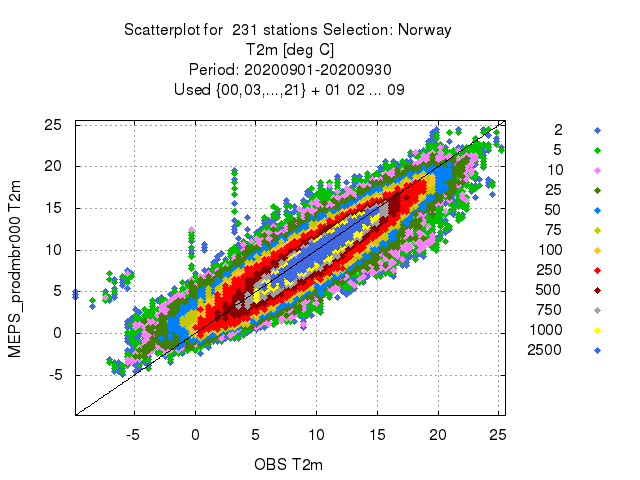 Scatterplot for  231 stations Selection: Norway
T2m [deg C]
Period: 20200901-20200930
Used {00,03,...,21} + 01 02 ... 09
MEPS_prodmbr000 T2m
25
20
15
10
5
0
-5
-5 0 5 10 15 20 25
OBS T2m
2
5
10
25
50
75
100
250
500
750
1000
2500